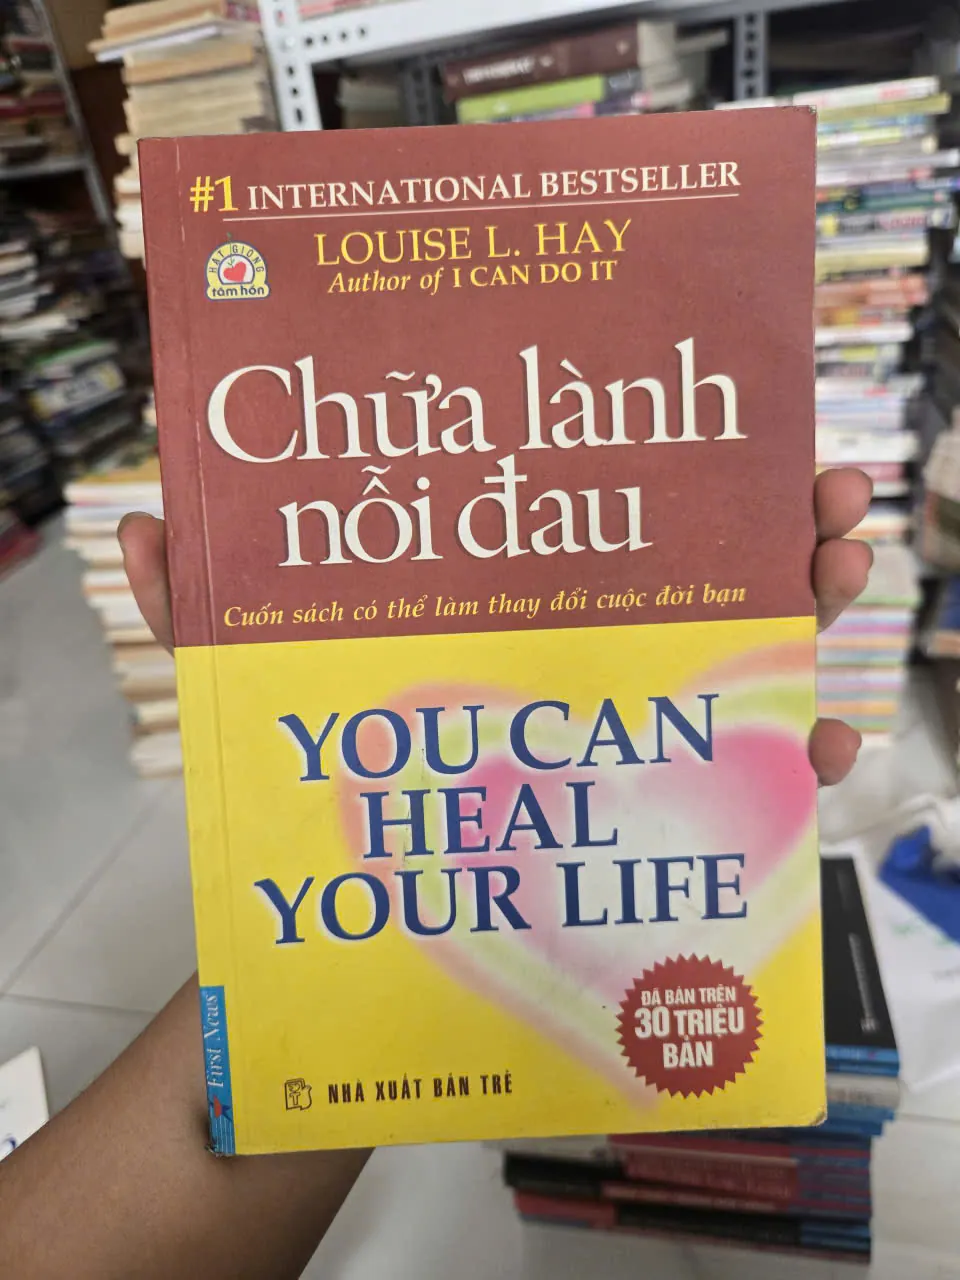 #1 INTERNATIONAL BESTSELLER
LOUISE L. HAY
Author of I CAN DO IT
HẠT GIỐNG
tâm hồn
Chữa lành
nỗi đau
Cuốn sách có thể làm thay đổi cuộc đời bạn
YOU CAN
HEAL
YOUR LIFE
ĐÃ BÁN TRÊN
30 TRIỆU
BẢN
First News
NHÀ XUẤT BẢN TRẺ